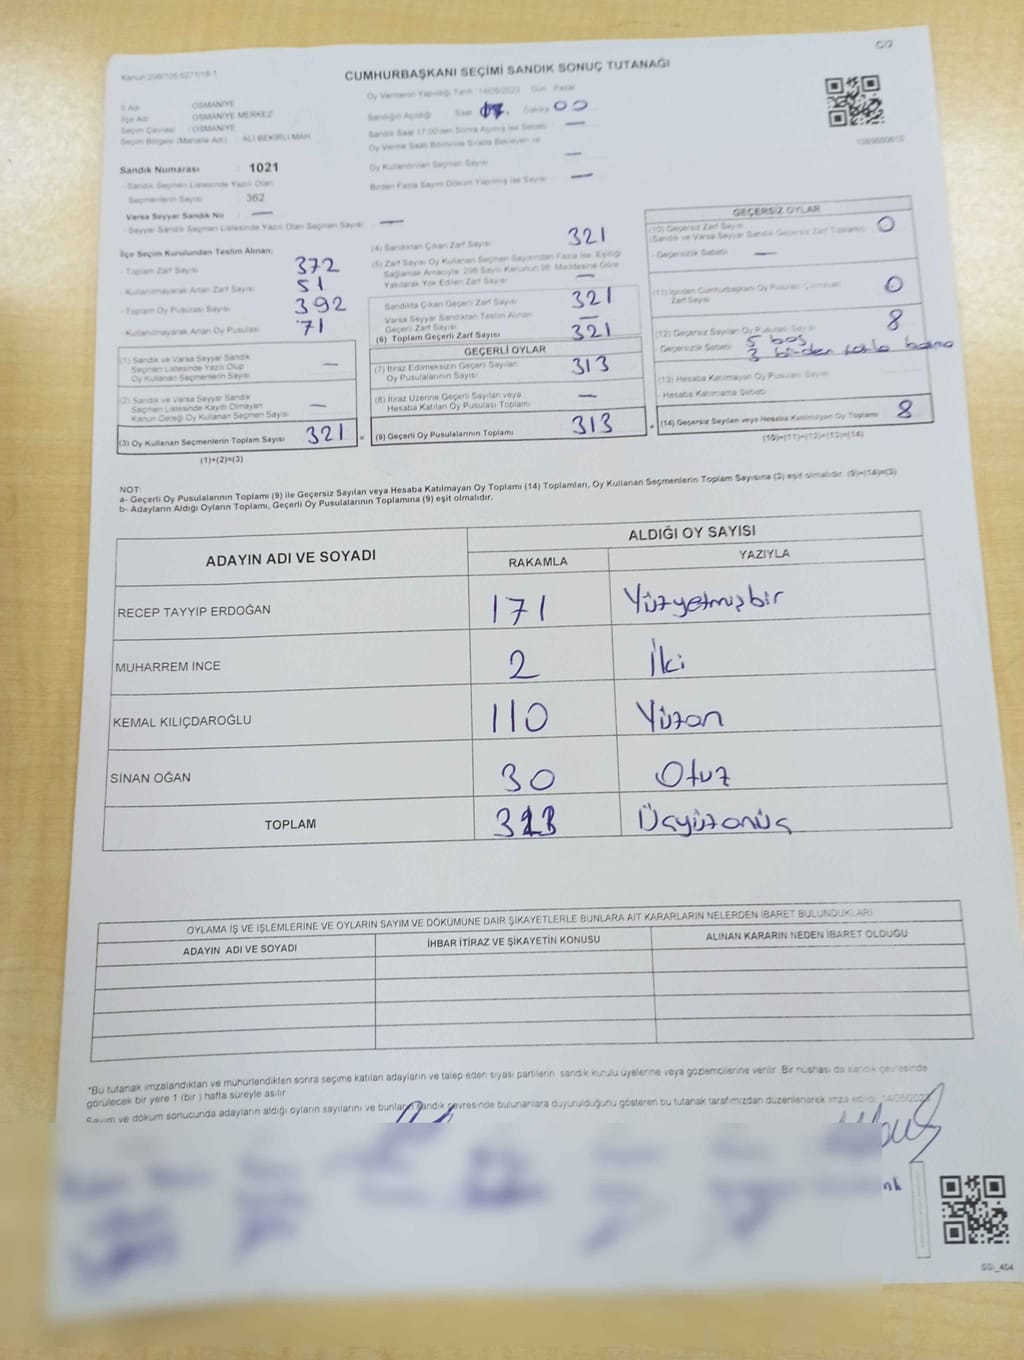 C/2
Kanun 298/105 6271/18-1
CUMHURBAŞKANI SEÇİMİ SANDIK SONUÇ TUTANAĞI
İl Adı : OSMANİYE
İlçe Adı : OSMANİYE MERKEZ
Seçim Çevresi : OSMANİYE
Seçim Bölgesi (Mahalle Adı) : ALİ BEKİRLİ MAH.
Sandık Numarası : 1021
- Sandık Seçmen Listesinde Yazılı Olan
Seçmenlerin Sayısı : 362
Varsa Seyyar Sandık No : —
- Seyyar Sandık Seçmen Listesinde Yazılı Olan Seçmen Sayısı : —
Oy Vermenin Yapıldığı Tarih : 14/05/2023 Gün : Pazar
Sandığın Açıldığı Saat 17. Dakika 00
Sandık Saat 17.00'den Sonra Açılmış İse Sebebi —
Oy Verme Saati Bitiminde Sırada Bekleyen ve
Oy Kullandırılan Seçmen Sayısı —
Birden Fazla Sayım Döküm Yapılmış İse Sayısı —
İlçe Seçim Kurulundan Teslim Alınan;
- Toplam Zarf Sayısı 372
- Kullanılmayarak Artan Zarf Sayısı 51
- Toplam Oy Pusulası Sayısı 392
- Kullanılmayarak Artan Oy Pusulası 71
(1) Sandık ve Varsa Seyyar Sandık
Seçmen Listesinde Yazılı Olup
Oy Kullanan Seçmenlerin Sayısı —
(2) Sandık ve Varsa Seyyar Sandık
Seçmen Listesinde Kayıtlı Olmayan
Kanun Gereği Oy Kullanan Seçmen Sayısı —
(3) Oy Kullanan Seçmenlerin Toplam Sayısı 321
(1)+(2)=(3)
(4) Sandıktan Çıkan Zarf Sayısı 321
(5) Zarf Sayısı Oy Kullanan Seçmen Sayısından Fazla İse, Eşitliği
Sağlamak Amacıyla 298 Sayılı Kanunun 98. Maddesine Göre
Yakılarak Yok Edilen Zarf Sayısı —
Sandıkta Çıkan Geçerli Zarf Sayısı 321
Varsa Seyyar Sandıktan Teslim Alınan
Geçerli Zarf Sayısı —
(6) Toplam Geçerli Zarf Sayısı 321
GEÇERLİ OYLAR
(7) İtiraz Edilmeksizin Geçerli Sayılan
Oy Pusulalarının Sayısı 313
(8) İtiraz Üzerine Geçerli Sayılan veya
Hesaba Katılan Oy Pusulası Toplamı —
(9) Geçerli Oy Pusulalarının Toplamı 313
GEÇERSİZ OYLAR
(10) Geçersiz Zarf Sayısı
(Sandık ve Varsa Seyyar Sandık Geçersiz Zarf Toplamı) 0
- Geçersizlik Sebebi —
(11) İçinden Cumhurbaşkanı Oy Pusulası Çıkmayan
Zarf Sayısı 0
(12) Geçersiz Sayılan Oy Pusula Sayısı 8
- Geçersizlik Sebebi 5 boş
3 birden fazla basma
(13) Hesaba Katılmayan Oy Pusulası Sayısı
Hesaba Katılmama Sebebi
(14) Geçersiz Sayılan veya Hesaba Katılmayan Oy Toplamı 8
(10)+(11)+(12)+(13)=(14)
NOT:
a- Geçerli Oy Pusulalarının Toplamı (9) ile Geçersiz Sayılan veya Hesaba Katılmayan Oy Toplamı (14) Toplamları, Oy Kullanan Seçmenlerin Toplam Sayısına (3) eşit olmalıdır. (9)+(14)=(3)
b- Adayların Aldığı Oyların Toplamı, Geçerli Oy Pusulalarının Toplamına (9) eşit olmalıdır.
ADAYIN ADI VE SOYADI
ALDIĞI OY SAYISI
RAKAMLA YAZIYLA
RECEP TAYYİP ERDOĞAN 171 Yüzyetmişbir
MUHARREM İNCE 2 İki
KEMAL KILIÇDAROĞLU 110 Yüzon
SİNAN OĞAN 30 Otuz
TOPLAM 313 Üçyüzonüç
OYLAMA İŞ VE İŞLEMLERİNE VE OYLARIN SAYIM VE DÖKÜMÜNE DAİR ŞİKAYETLERLE BUNLARA AİT KARARLARIN NELERDEN İBARET BULUNDUKLARI
ADAYIN ADI VE SOYADI İHBAR İTİRAZ VE ŞİKAYETİN KONUSU ALINAN KARARIN NEDEN İBARET OLDUĞU
*Bu tutanak imzalandıktan ve mühürlendikten sonra seçime katılan adayların ve talep eden siyasi partilerin sandık kurulu üyelerine veya gözlemcilerine verilir. Bir nüshası da sandık çevresinde
görülecek bir yere 1 (bir) hafta süreyle asılır.
Sayım ve döküm sonucunda adayların aldığı oyların sayılarını ve bunların sandık çevresinde bulunanlara duyurulduğunu gösteren bu tutanak tarafımızdan düzenlenerek imza edildi. 14/05/2023
SSİ_404